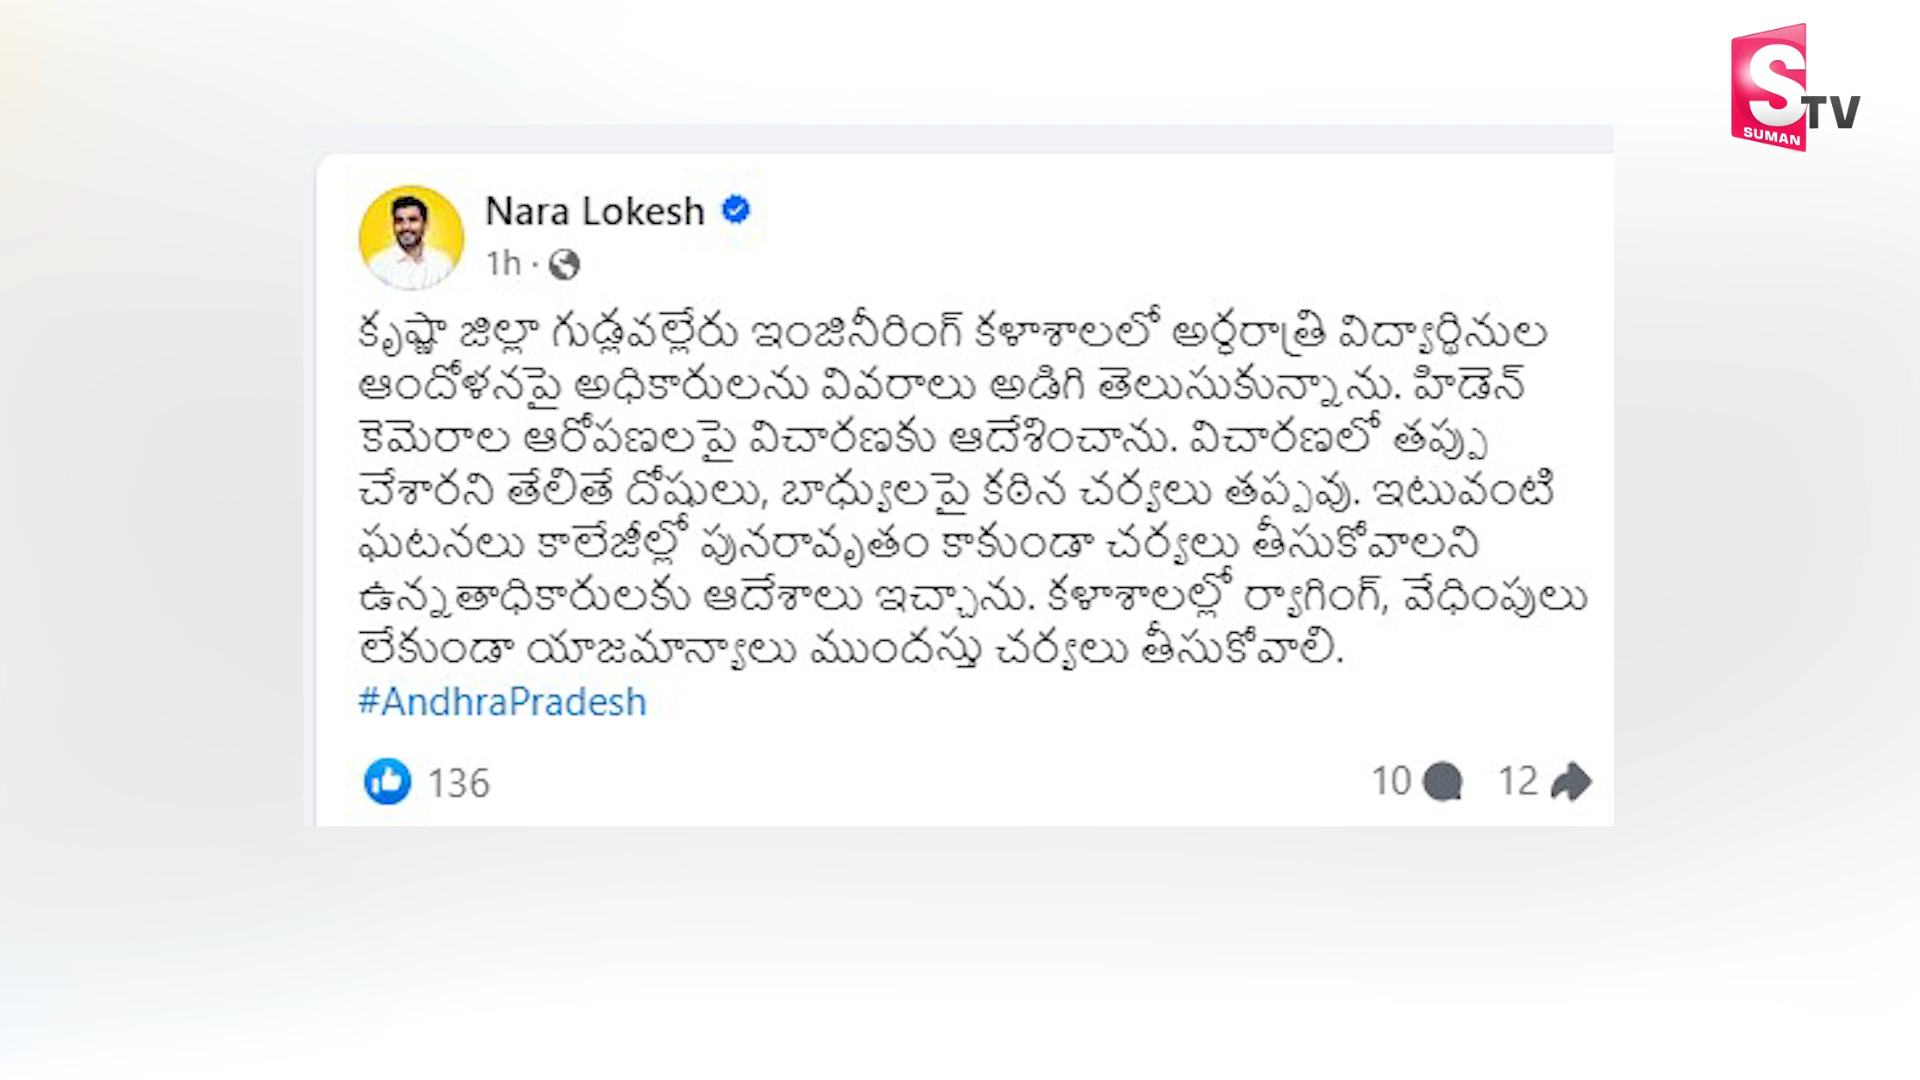 S TV
SUMAN
Nara Lokesh
1h ·
కృష్ణా జిల్లా గుడ్లవల్లేరు ఇంజినీరింగ్ కళాశాలలో అర్ధరాత్రి విద్యార్థినుల
ఆందోళనపై అధికారులను వివరాలు అడిగి తెలుసుకున్నాను. హిడెన్
కెమెరాల ఆరోపణలపై విచారణకు ఆదేశించాను. విచారణలో తప్పు
చేశారని తేలితే దోషులు, బాధ్యులపై కఠిన చర్యలు తప్పవు. ఇటువంటి
ఘటనలు కాలేజీల్లో పునరావృతం కాకుండా చర్యలు తీసుకోవాలని
ఉన్నతాధికారులకు ఆదేశాలు ఇచ్చాను. కళాశాలల్లో ర్యాగింగ్, వేధింపులు
లేకుండా యాజమాన్యాలు ముందస్తు చర్యలు తీసుకోవాలి.
#AndhraPradesh
136 10 12